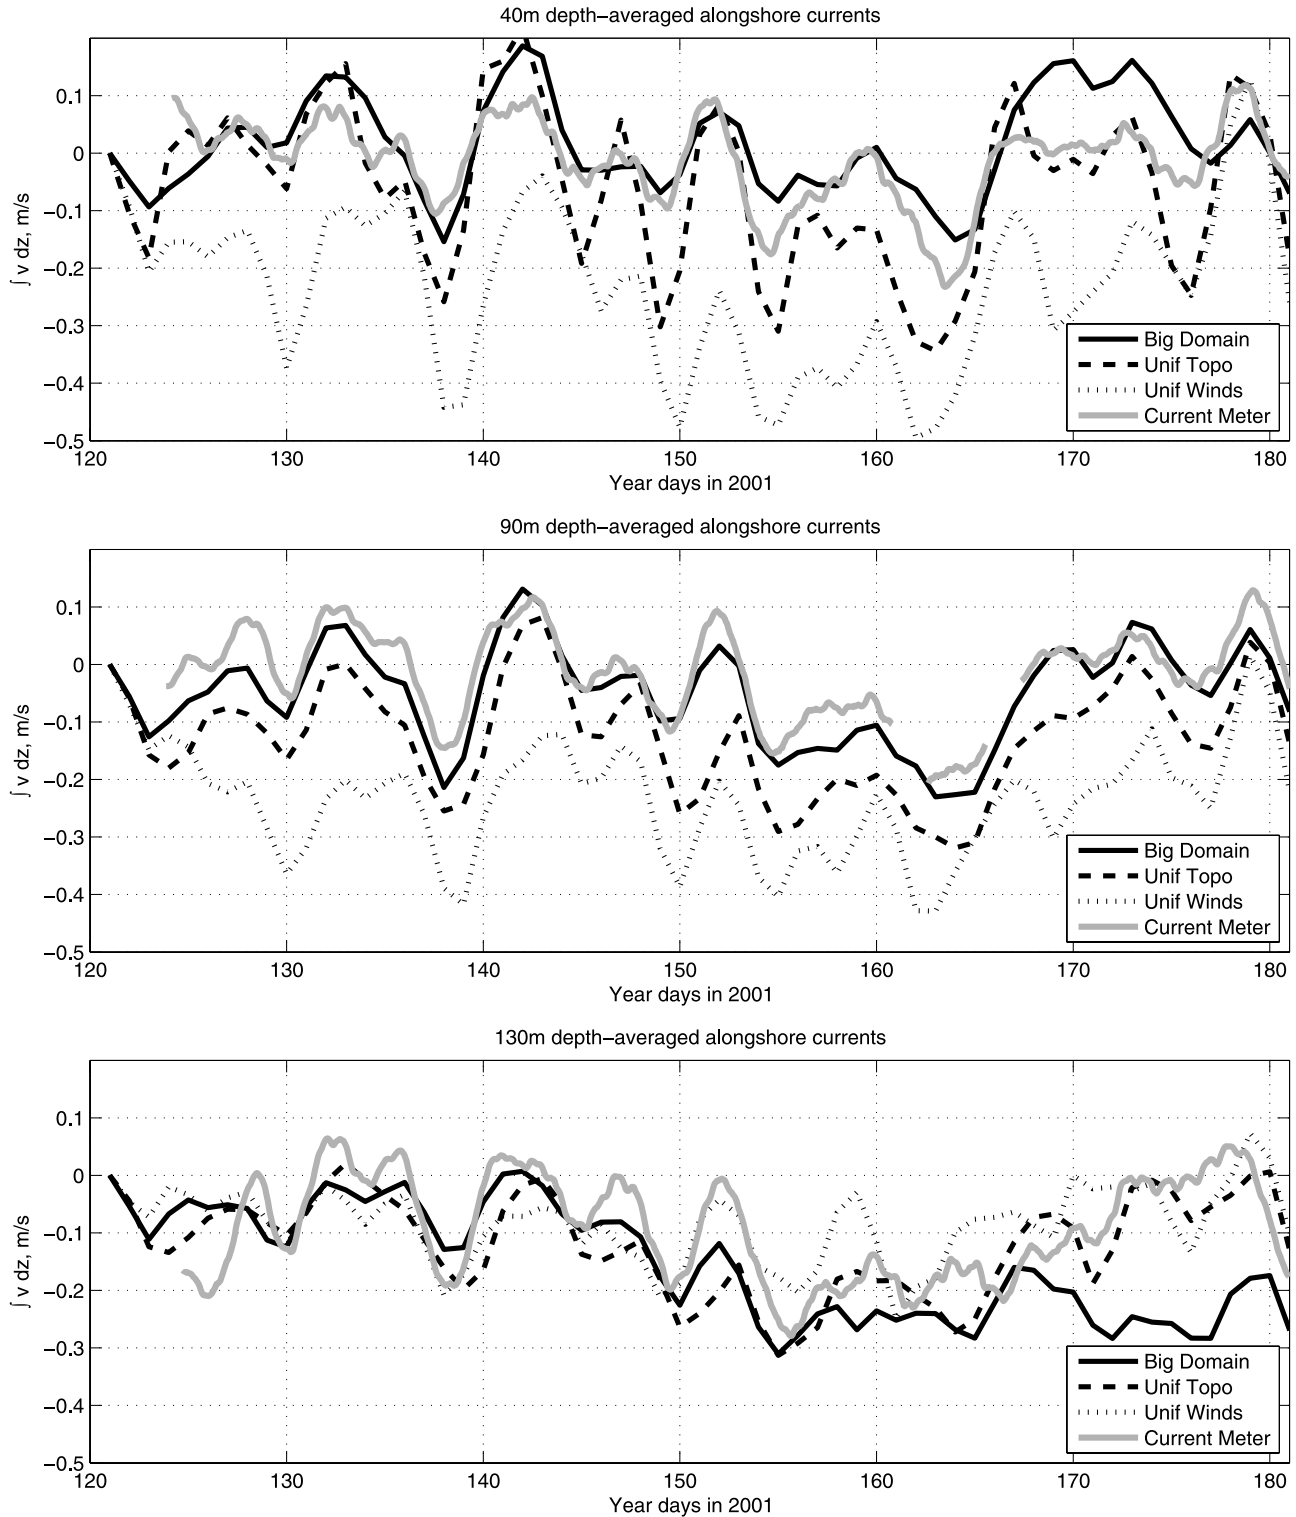 40m depth−averaged alongshore currents
0.1
0
−0.1
−0.2
−0.3
−0.4
−0.5
∫ v dz, m/s
Big Domain
Unif Topo
Unif Winds
Current Meter
120 130 140 150 160 170 180
Year days in 2001
90m depth−averaged alongshore currents
0.1
0
−0.1
−0.2
−0.3
−0.4
−0.5
∫ v dz, m/s
Big Domain
Unif Topo
Unif Winds
Current Meter
120 130 140 150 160 170 180
Year days in 2001
130m depth−averaged alongshore currents
0.1
0
−0.1
−0.2
−0.3
−0.4
−0.5
∫ v dz, m/s
Big Domain
Unif Topo
Unif Winds
Current Meter
120 130 140 150 160 170 180
Year days in 2001